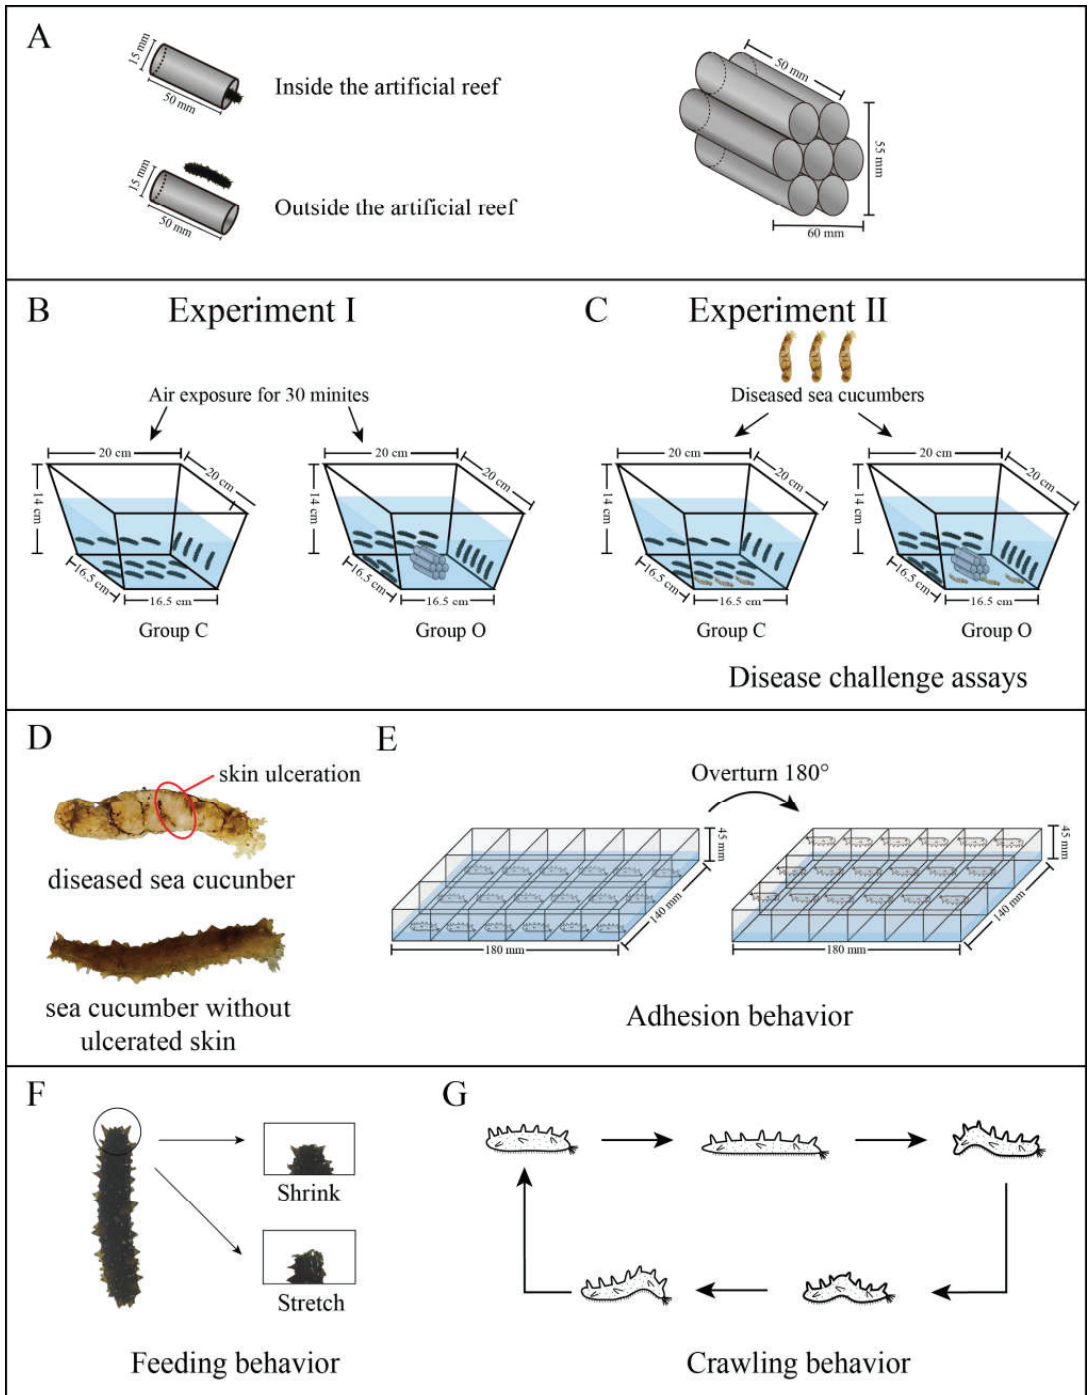 A
15 mm
50 mm
Inside the artificial reef
15 mm
50 mm
Outside the artificial reef
50 mm
55 mm
60 mm
B
Experiment I
Air exposure for 30 minites
20 cm
20 cm
14 cm
16.5 cm
16.5 cm
Group C
20 cm
20 cm
14 cm
16.5 cm
16.5 cm
Group O
C
Experiment II
Diseased sea cucumbers
20 cm
20 cm
14 cm
16.5 cm
16.5 cm
Group C
20 cm
20 cm
14 cm
16.5 cm
16.5 cm
Group O
Disease challenge assays
D
skin ulceration
diseased sea cucunber
sea cucumber without
ulcerated skin
E
Overturn 180°
45 mm
140 mm
180 mm
45 mm
140 mm
180 mm
Adhesion behavior
F
Shrink
Stretch
Feeding behavior
G
Crawling behavior